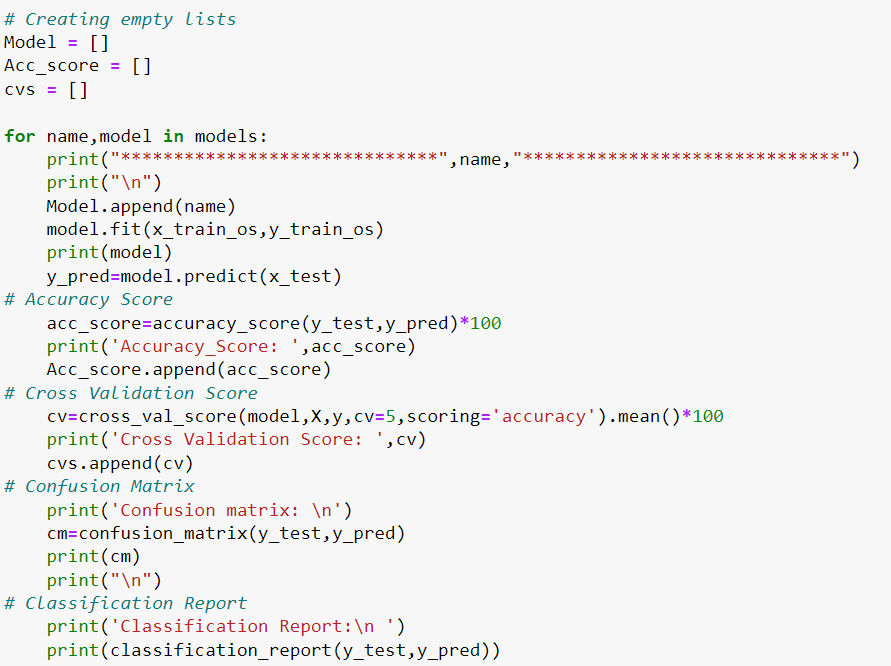 # Creating empty lists
Model = []
Acc_score = []
cvs = []
for name,model in models:
    print("******************************",name,"******************************")
    print("\n")
    Model.append(name)
    model.fit(x_train_os,y_train_os)
    print(model)
    y_pred=model.predict(x_test)
# Accuracy Score
    acc_score=accuracy_score(y_test,y_pred)*100
    print('Accuracy_Score: ',acc_score)
    Acc_score.append(acc_score)
# Cross Validation Score
    cv=cross_val_score(model,X,y,cv=5,scoring='accuracy').mean()*100
    print('Cross Validation Score: ',cv)
    cvs.append(cv)
# Confusion Matrix
    print('Confusion matrix: \n')
    cm=confusion_matrix(y_test,y_pred)
    print(cm)
    print("\n")
# Classification Report
    print('Classification Report:\n ')
    print(classification_report(y_test,y_pred))